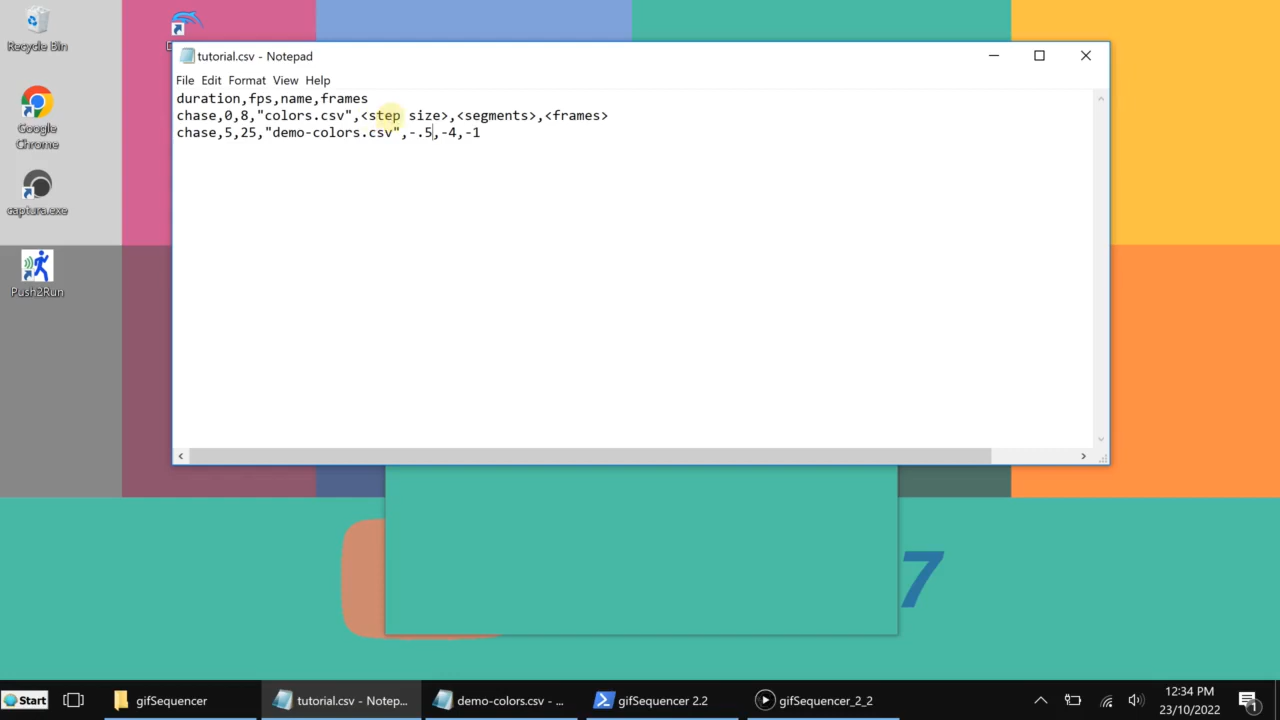 Recycle Bin
Google
Chrome
captura.exe
Push2Run
tutorial.csv - Notepad
File Edit Format View Help
duration,fps,name,frames
chase,0,8,"colors.csv",<step size>,<segments>,<frames>
chase,5,25,"demo-colors.csv",-.5,-4,-1
7
Start
gifSequencer
tutorial.csv - Notep...
demo-colors.csv - ...
gifSequencer 2.2
gifSequencer_2_2
12:34 PM
23/10/2022
1